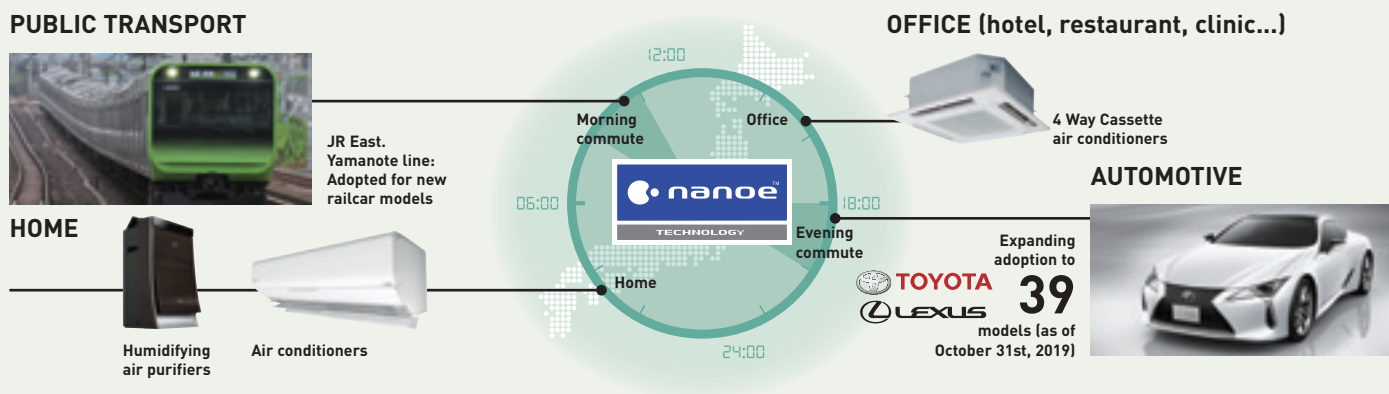 PUBLIC TRANSPORT
JR East.
Yamanote line:
Adopted for new
railcar models
HOME
Humidifying
air purifiers
Air conditioners
12:00
Morning
commute
Office
06:00
nanoe™
TECHNOLOGY
18:00
Evening
commute
Home
24:00
OFFICE (hotel, restaurant, clinic...)
4 Way Cassette
air conditioners
AUTOMOTIVE
Expanding
adoption to
TOYOTA
LEXUS
39
models (as of
October 31st, 2019)